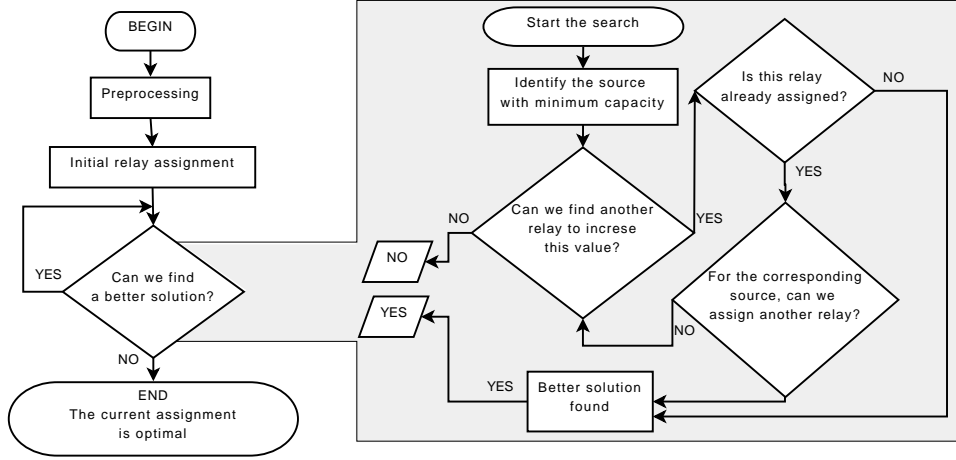 BEGIN
Preprocessing
Initial relay assignment
YES
Can we find
a better solution?
NO
END
The current assignment
is optimal
Start the search
Identify the source
with minimum capacity
NO
Can we find another
relay to increse
this value?
YES
NO
YES
Is this relay
already assigned?
NO
YES
For the corresponding
source, can we
assign another relay?
NO
YES
Better solution
found